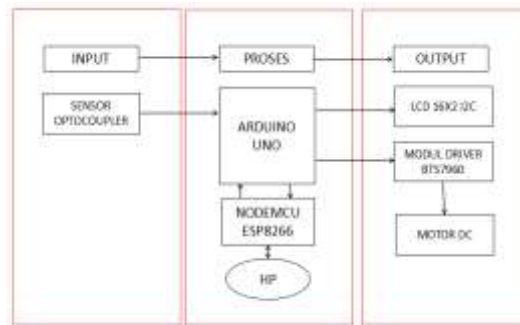 INPUT
PROSES
OUTPUT
SENSOR
OPTOCOUPLER
ARDUINO
UNO
LCD 16X2 I2C
MODUL DRIVER
BTS7960
NODEMCU
ESP8266
MOTOR DC
HP